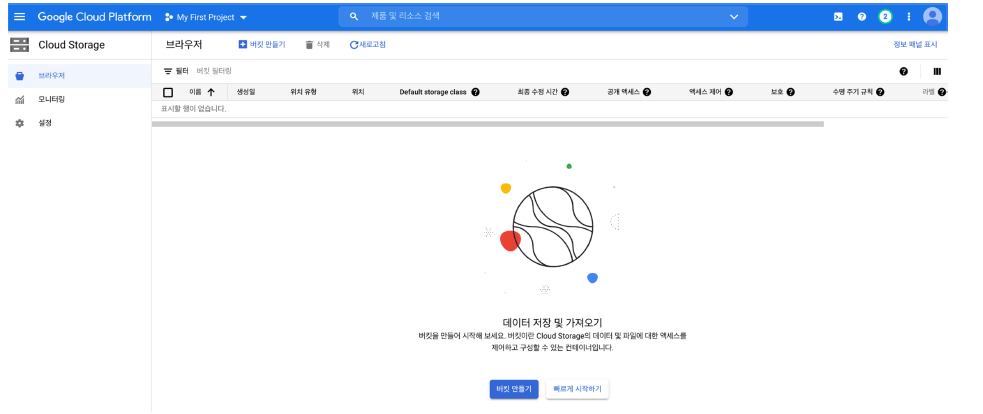 Google Cloud Platform My First Project 제품 및 리소스 검색 2
Cloud Storage 브라우저 버킷 만들기 삭제 새로고침 정보 패널 표시
브라우저 필터 버킷 필터링
이름 생성일 위치 유형 위치 Default storage class 최종 수정 시간 공개 액세스 액세스 제어 보호 수명 주기 규칙 라벨
모니터링 표시할 행이 없습니다.
설정
데이터 저장 및 가져오기
버킷을 만들어 시작해 보세요. 버킷이란 Cloud Storage의 데이터 및 파일에 대한 액세스를
제어하고 구성할 수 있는 컨테이너입니다.
버킷 만들기 빠르게 시작하기